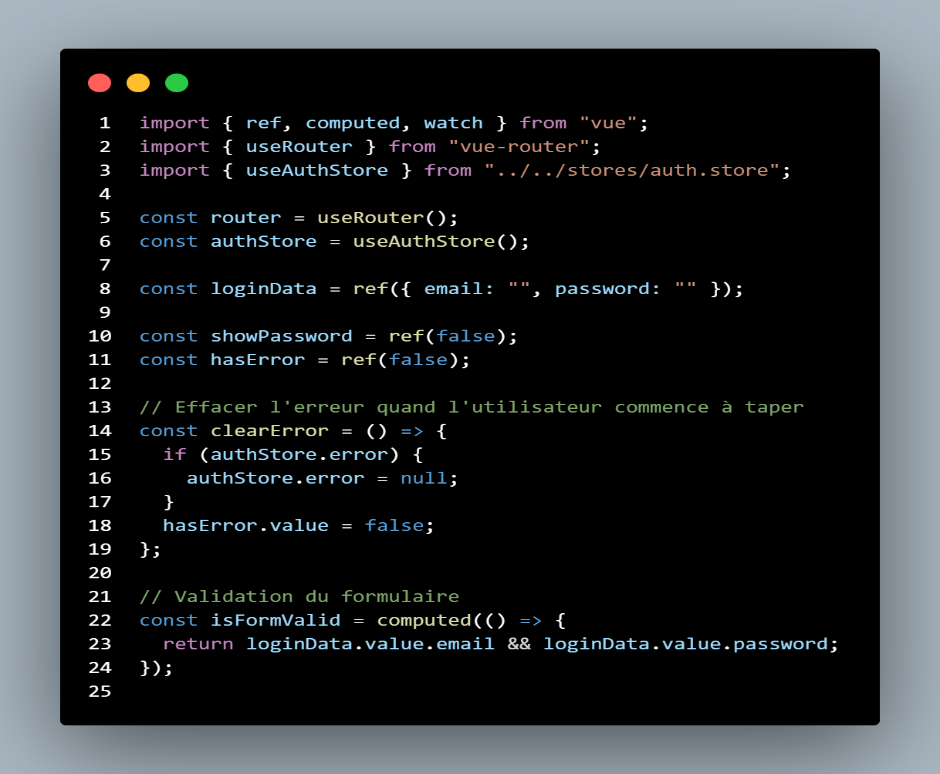 1 import { ref, computed, watch } from "vue";
2 import { useRouter } from "vue-router";
3 import { useAuthStore } from "../../stores/auth.store";
4
5 const router = useRouter();
6 const authStore = useAuthStore();
7
8 const loginData = ref({ email: "", password: "" });
9
10 const showPassword = ref(false);
11 const hasError = ref(false);
12
13 // Effacer l'erreur quand l'utilisateur commence à taper
14 const clearError = () => {
15   if (authStore.error) {
16     authStore.error = null;
17   }
18   hasError.value = false;
19 };
20
21 // Validation du formulaire
22 const isFormValid = computed(() => {
23   return loginData.value.email && loginData.value.password;
24 });
25